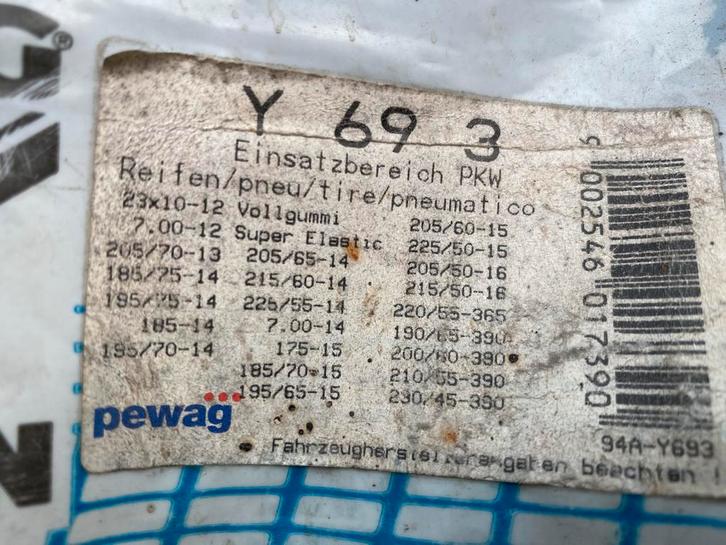 G®
Y 69 3
Einsatzbereich PKW
Reifen/pneu/tire/pneumatico
23x10-12 Vollgummi
7.00-12 Super Elastic
205/70-13 205/65-14
185/75-14 215/60-14
195/75-14 225/55-14
185-14 7.00-14
195/70-14 175-15
185/70-15
195/65-15
205/60-15
225/50-15
205/50-16
215/50-16
220/55-365
190/65-390
200/60-390
210/55-390
230/45-390
pewag
Fahrzeugherstellerangaben beachten
9 002546 017390
94A-Y693